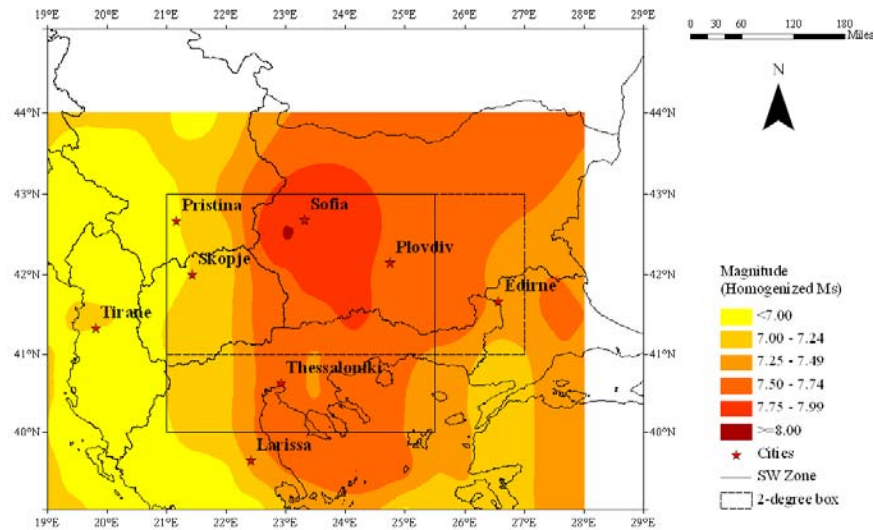 19°E 20°E 21°E 22°E 23°E 24°E 25°E 26°E 27°E 28°E 29°E
0 30 60 120 180
Miles
N
44°N 44°N
43°N 43°N
Pristina Sofia
Plovdiv
42°N Skopje 42°N
Edirne
Tirane
41°N 41°N
Thessaloniki
40°N 40°N
Larissa
19°E 20°E 21°E 22°E 23°E 24°E 25°E 26°E 27°E 28°E 29°E
Magnitude
(Homogenized Ms)
<7.00
7.00 - 7.24
7.25 - 7.49
7.50 - 7.74
7.75 - 7.99
>=8.00
Cities
SW Zone
2-degree box